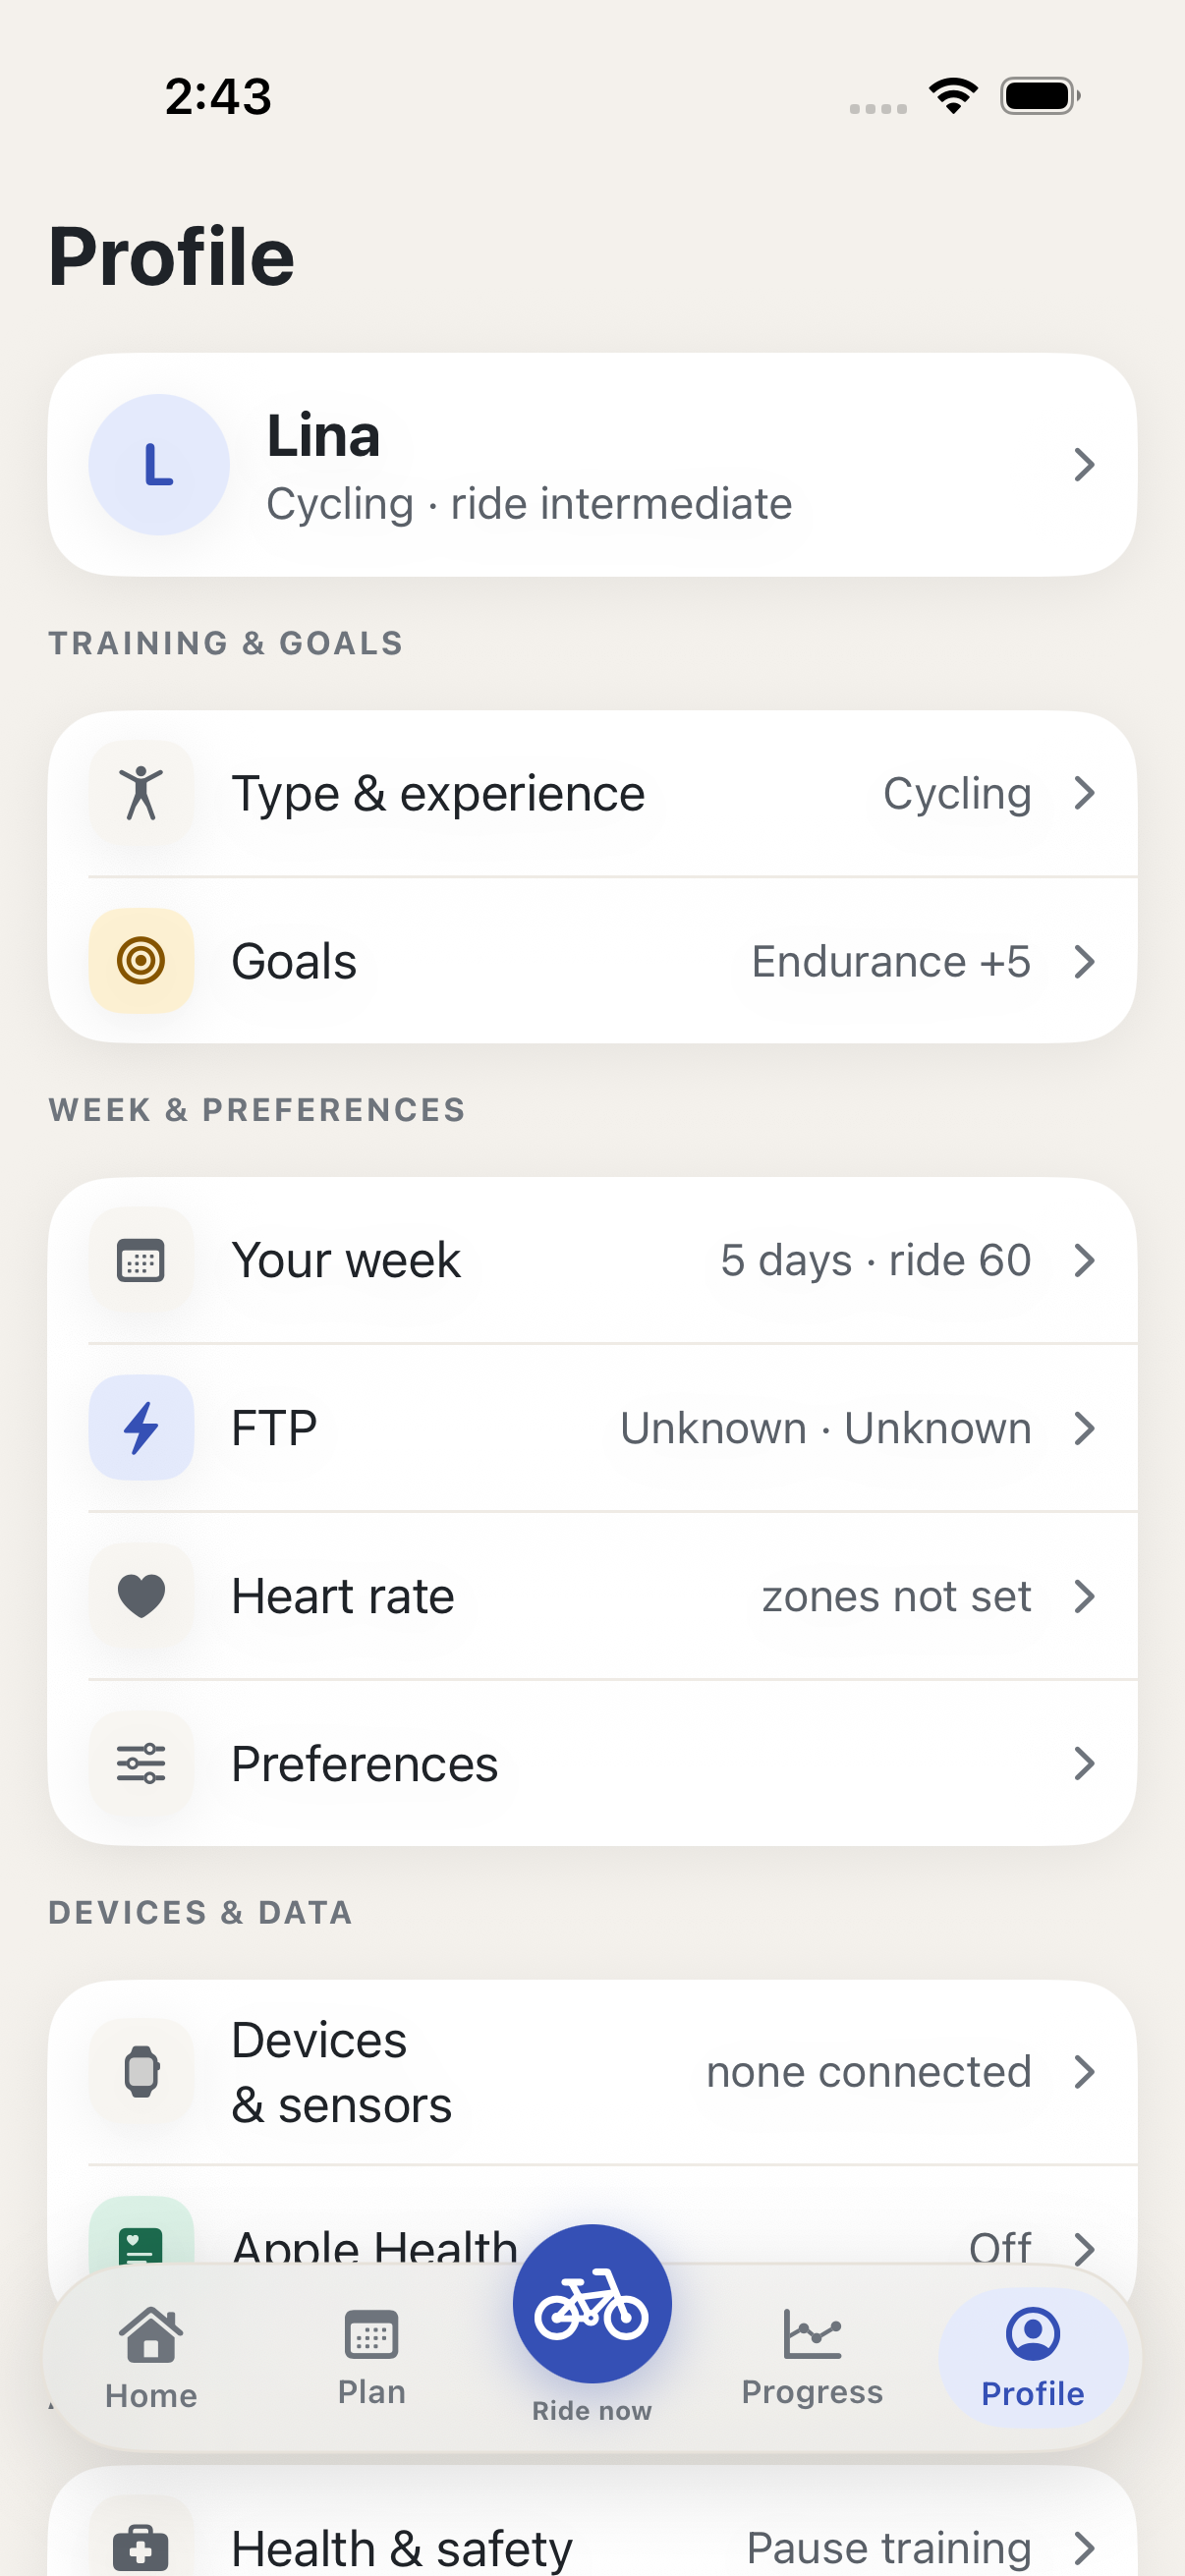 2:43
Profile
L
Lina
Cycling · ride intermediate
TRAINING & GOALS
Type & experience
Cycling
Goals
Endurance +5
WEEK & PREFERENCES
Your week
5 days · ride 60
FTP
Unknown · Unknown
Heart rate
zones not set
Preferences
DEVICES & DATA
Devices
& sensors
none connected
Apple Health
Off
Home
Plan
Ride now
Progress
Profile
Health & safety
Pause training